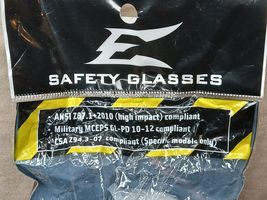 E
SAFETY GLASSES
ANSI Z87.1-2010 (high impact) compliant
Military MCEPS GL-PD 10-12 compliant
CSA Z94.3-07 compliant (Specific models only)